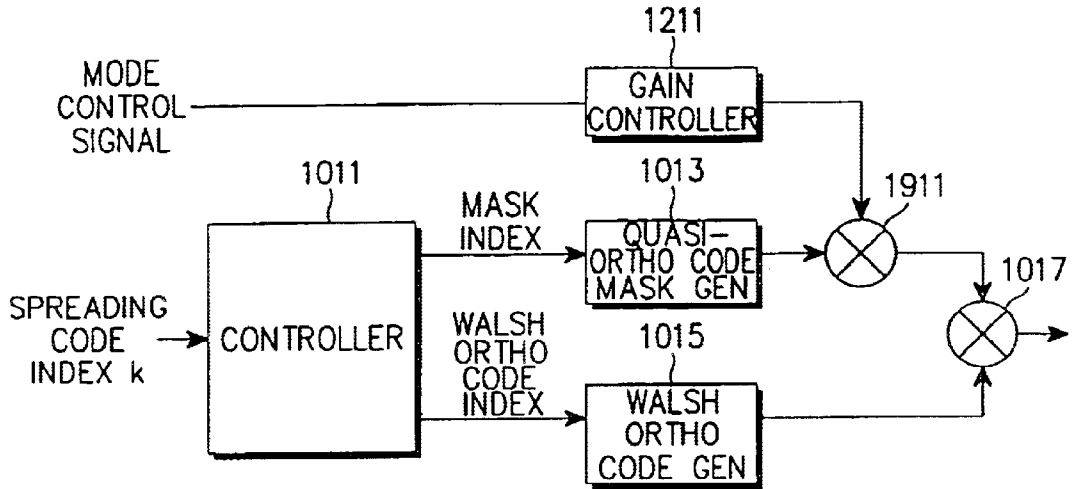 1211
MODE
CONTROL
SIGNAL
GAIN
CONTROLLER
1011
MASK
INDEX
1013
QUASI-
ORTHO CODE
MASK GEN
1911
1017
SPREADING
CODE
INDEX k
CONTROLLER
WALSH
ORTHO
CODE
INDEX
1015
WALSH
ORTHO
CODE GEN